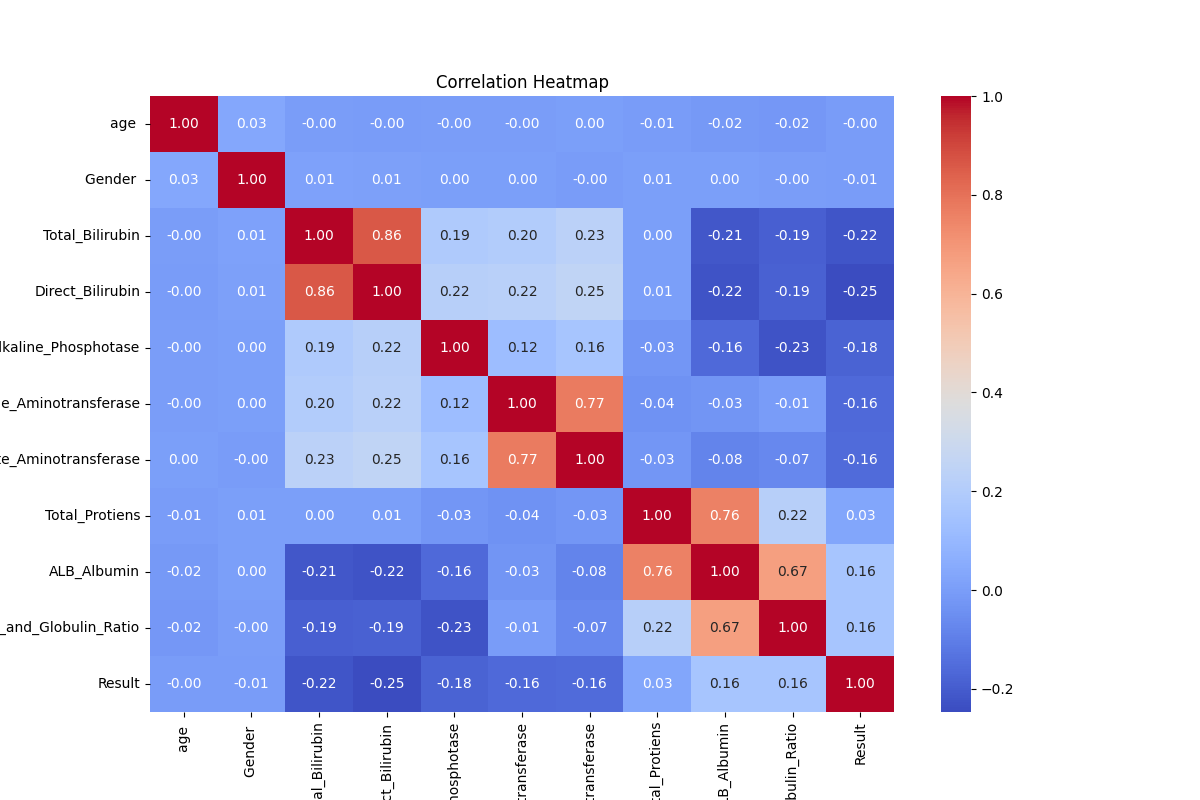 Correlation Heatmap
age 1.00 0.03 -0.00 -0.00 -0.00 -0.00 0.00 -0.01 -0.02 -0.02 -0.00
Gender 0.03 1.00 0.01 0.01 0.00 0.00 -0.00 0.01 0.00 -0.00 -0.01
Total_Bilirubin -0.00 0.01 1.00 0.86 0.19 0.20 0.23 0.00 -0.21 -0.19 -0.22
Direct_Bilirubin -0.00 0.01 0.86 1.00 0.22 0.22 0.25 0.01 -0.22 -0.19 -0.25
lkaline_Phosphotase -0.00 0.00 0.19 0.22 1.00 0.12 0.16 -0.03 -0.16 -0.23 -0.18
e_Aminotransferase -0.00 0.00 0.20 0.22 0.12 1.00 0.77 -0.04 -0.03 -0.01 -0.16
te_Aminotransferase 0.00 -0.00 0.23 0.25 0.16 0.77 1.00 -0.03 -0.08 -0.07 -0.16
Total_Protiens -0.01 0.01 0.00 0.01 -0.03 -0.04 -0.03 1.00 0.76 0.22 0.03
ALB_Albumin -0.02 0.00 -0.21 -0.22 -0.16 -0.03 -0.08 0.76 1.00 0.67 0.16
_and_Globulin_Ratio -0.02 -0.00 -0.19 -0.19 -0.23 -0.01 -0.07 0.22 0.67 1.00 0.16
Result -0.00 -0.01 -0.22 -0.25 -0.18 -0.16 -0.16 0.03 0.16 0.16 1.00
age
Gender
al_Bilirubin
ct_Bilirubin
hosphotase
transferase
transferase
tal_Protiens
LB_Albumin
bulin_Ratio
Result
1.0
0.8
0.6
0.4
0.2
0.0
−0.2